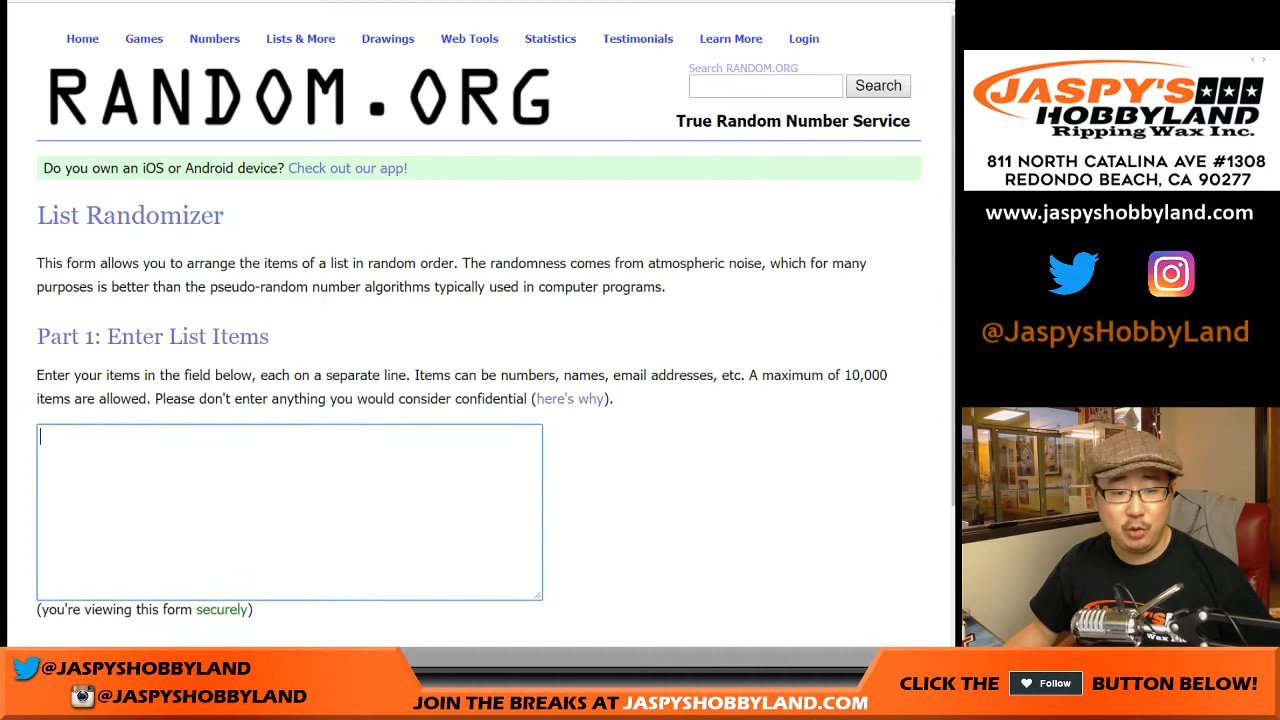 Home Games Numbers Lists & More Drawings Web Tools Statistics Testimonials Learn More Login
RANDOM.ORG
Search RANDOM.ORG
Search
True Random Number Service
Do you own an iOS or Android device? Check out our app!
List Randomizer
This form allows you to arrange the items of a list in random order. The randomness comes from atmospheric noise, which for many
purposes is better than the pseudo-random number algorithms typically used in computer programs.
Part 1: Enter List Items
Enter your items in the field below, each on a separate line. Items can be numbers, names, email addresses, etc. A maximum of 10,000
items are allowed. Please don't enter anything you would consider confidential (here's why).
(you're viewing this form securely)
JASPY'S
HOBBYLAND
Ripping Wax Inc.
811 NORTH CATALINA AVE #1308
REDONDO BEACH, CA 90277
www.jaspyshobbyland.com
@JaspysHobbyLand
@JASPYSHOBBYLAND
@JASPYSHOBBYLAND
JOIN THE BREAKS AT JASPYSHOBBYLAND.COM
CLICK THE Follow BUTTON BELOW!